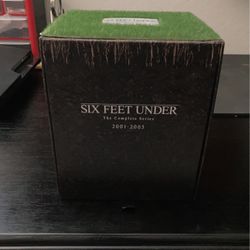 SIX FEET UNDER
The Complete Series
2001-2005